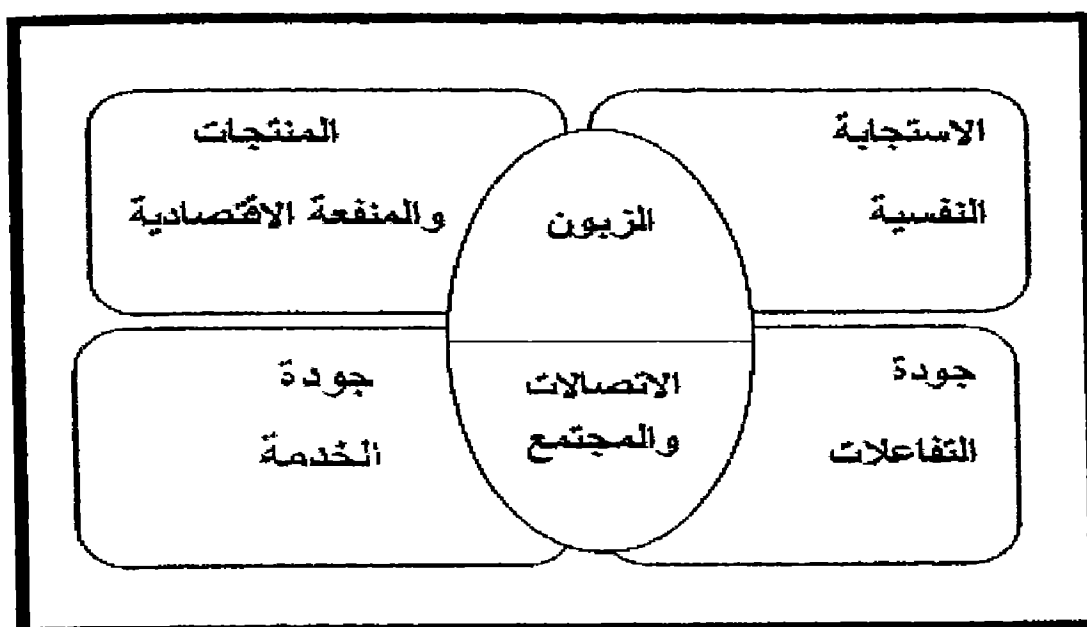 الاستجابة
النفسية
المنتجات
والمنفعة الاقتصادية
الزبون
الاتصالات
والمجتمع
جودة
التفاعلات
جودة
الخدمة